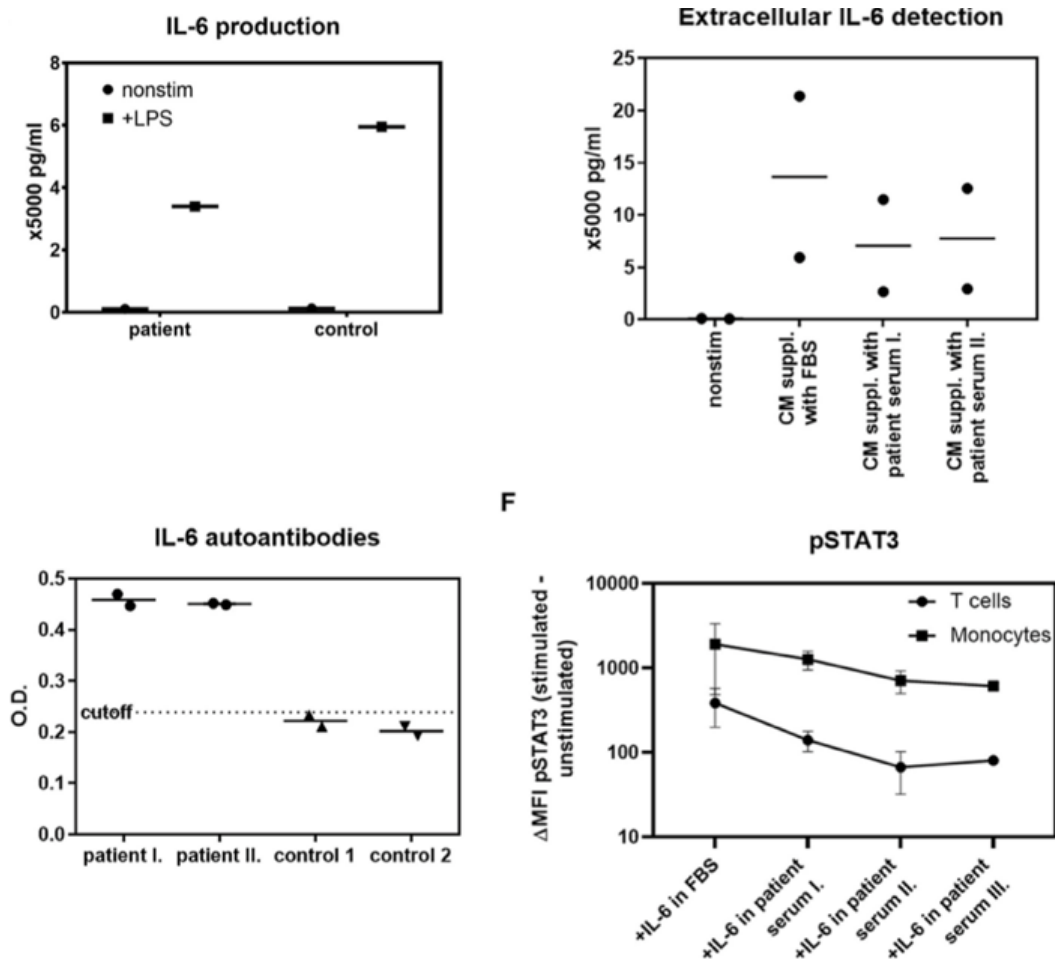 IL-6 production
x5000 pg/ml
8
6
4
2
0
nonstim
+LPS
patient
control
Extracellular IL-6 detection
x5000 pg/ml
25
20
15
10
5
0
nonstim
CM suppl.
with FBS
CM suppl. with
patient serum I.
CM suppl. with
patient serum II.
IL-6 autoantibodies
O.D.
0.5
0.4
0.3
0.2
0.1
0.0
cutoff
patient I.
patient II.
control 1
control 2
F
pSTAT3
ΔMFI pSTAT3 (stimulated -
unstimulated)
10000
1000
100
10
T cells
Monocytes
+IL-6 in FBS
+IL-6 in patient
serum I.
+IL-6 in patient
serum II.
+IL-6 in patient
serum III.